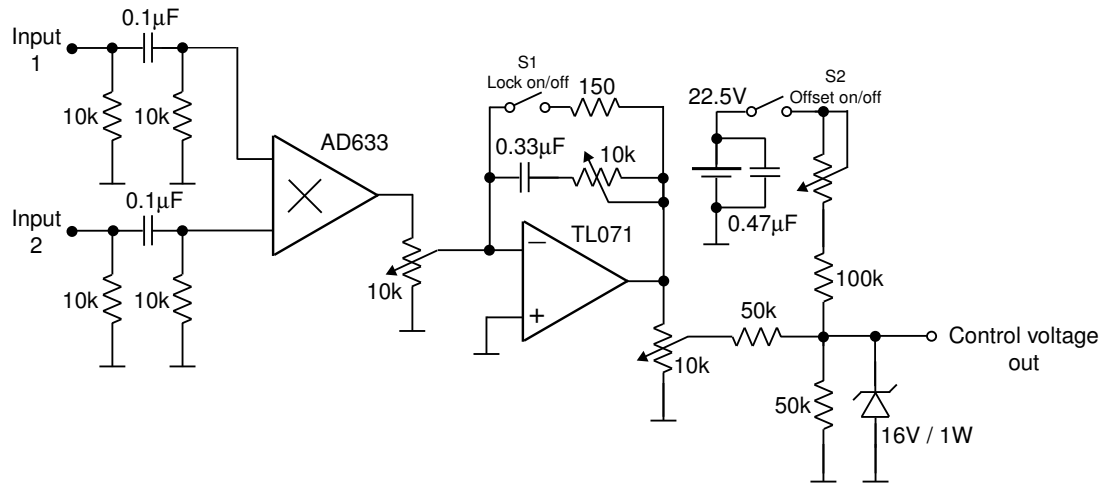 Input
1
0.1µF
10k
10k
Input
2
0.1µF
10k
10k
AD633
10k
S1
Lock on/off
150
0.33µF
10k
TL071
10k
22.5V
S2
Offset on/off
0.47µF
100k
50k
50k
16V / 1W
Control voltage
out